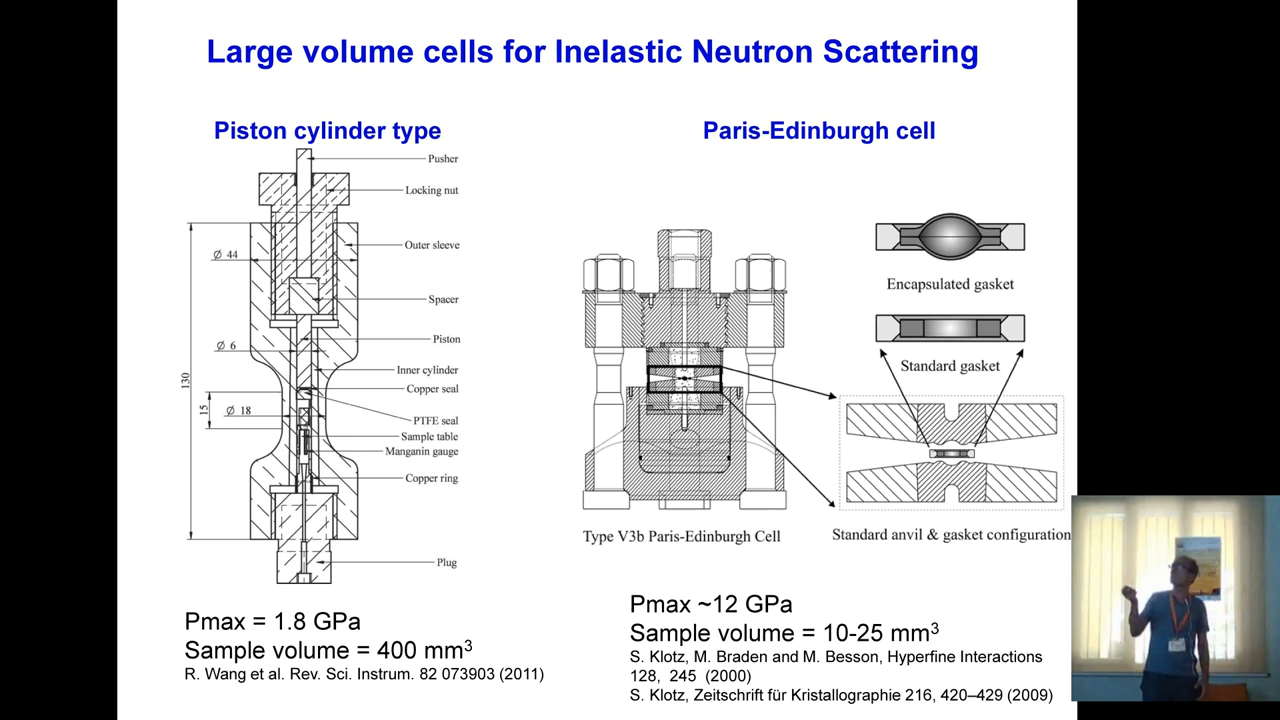 Large volume cells for Inelastic Neutron Scattering
Piston cylinder type
Pusher
Locking nut
Outer sleeve
Ø 44
Spacer
Piston
Ø 6
Inner cylinder
130
Copper seal
15
Ø 18
PTFE seal
Sample table
Manganin gauge
Copper ring
Plug
Pmax = 1.8 GPa
Sample volume = 400 mm³
R. Wang et al. Rev. Sci. Instrum. 82 073903 (2011)
Paris-Edinburgh cell
Encapsulated gasket
Standard gasket
Type V3b Paris-Edinburgh Cell
Standard anvil & gasket configuration
Pmax ~12 GPa
Sample volume = 10-25 mm³
S. Klotz, M. Braden and M. Besson, Hyperfine Interactions
128, 245 (2000)
S. Klotz, Zeitschrift für Kristallographie 216, 420–429 (2009)